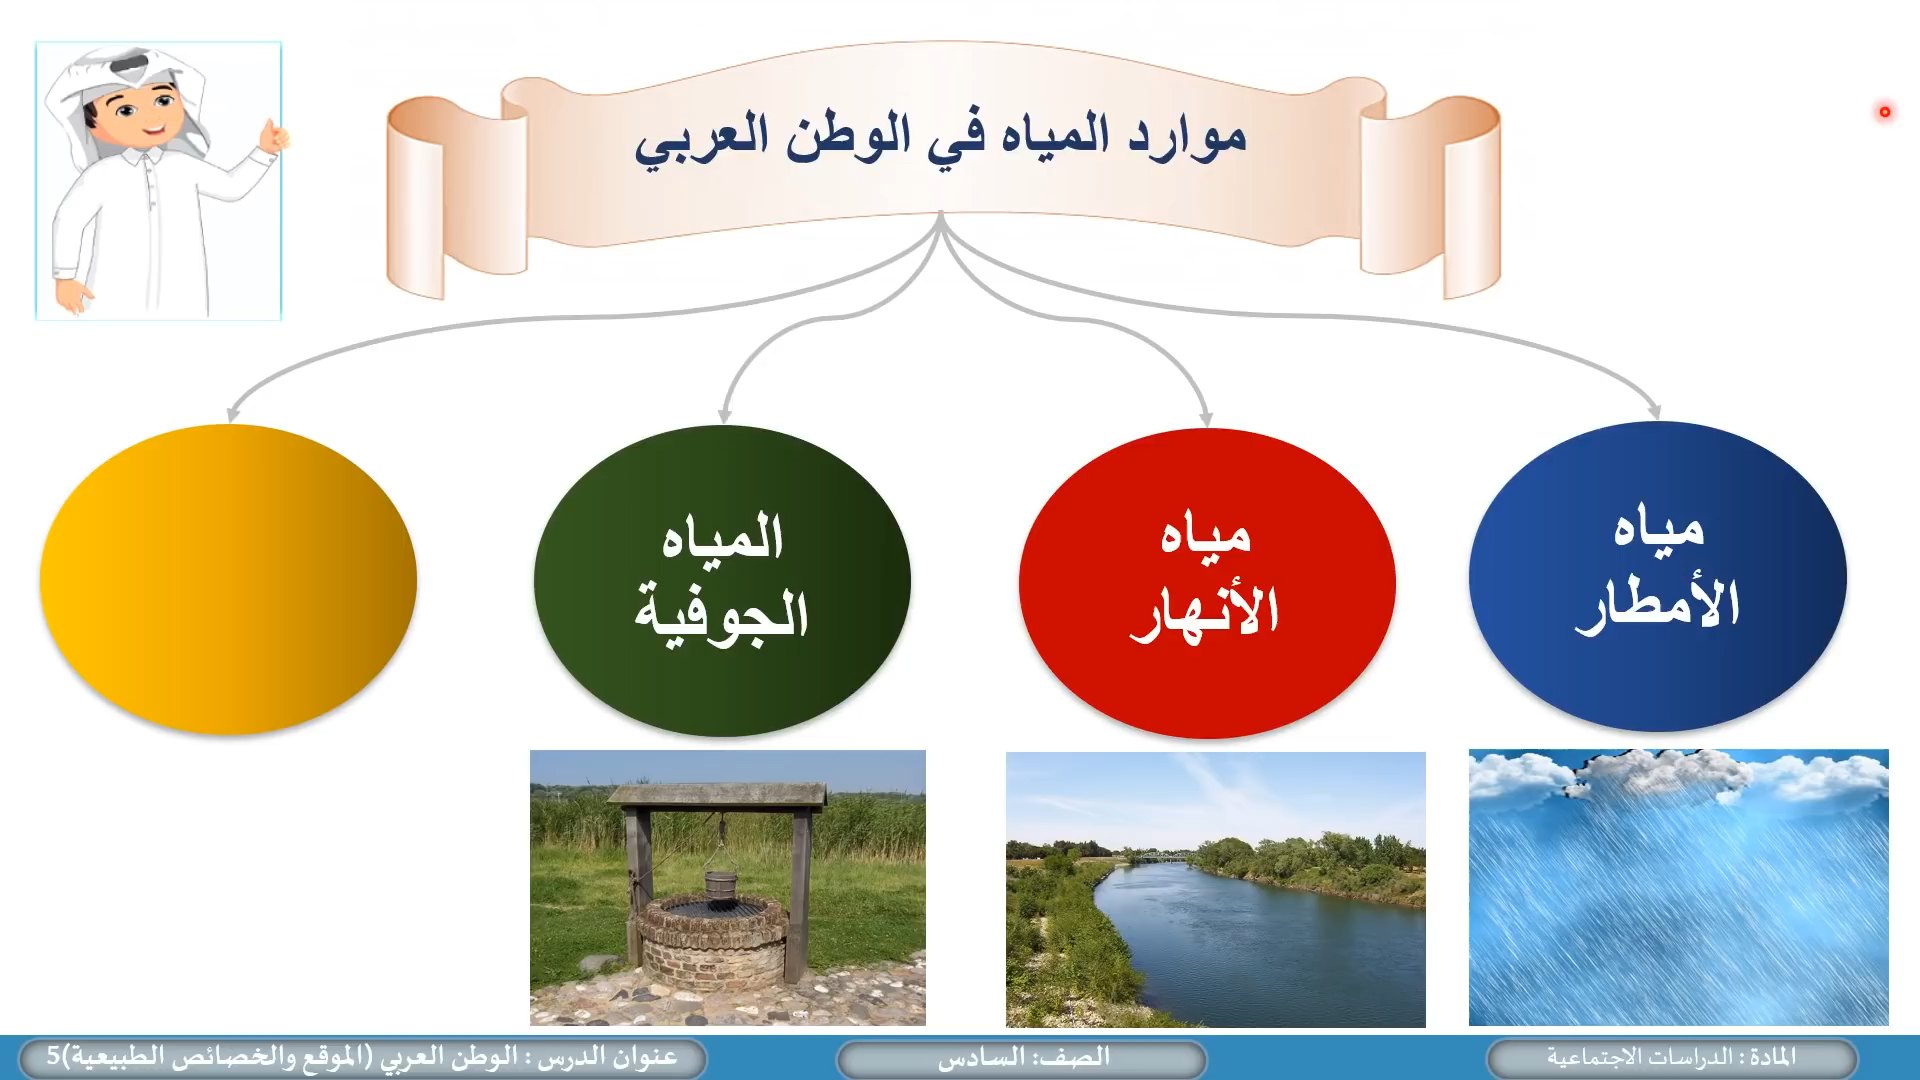 موارد المياه في الوطن العربي
مياه
الأمطار
مياه
الأنهار
المياه
الجوفية
المادة : الدراسات الاجتماعية
الصف: السادس
عنوان الدرس : الوطن العربي (الموقع والخصائص الطبيعية)5